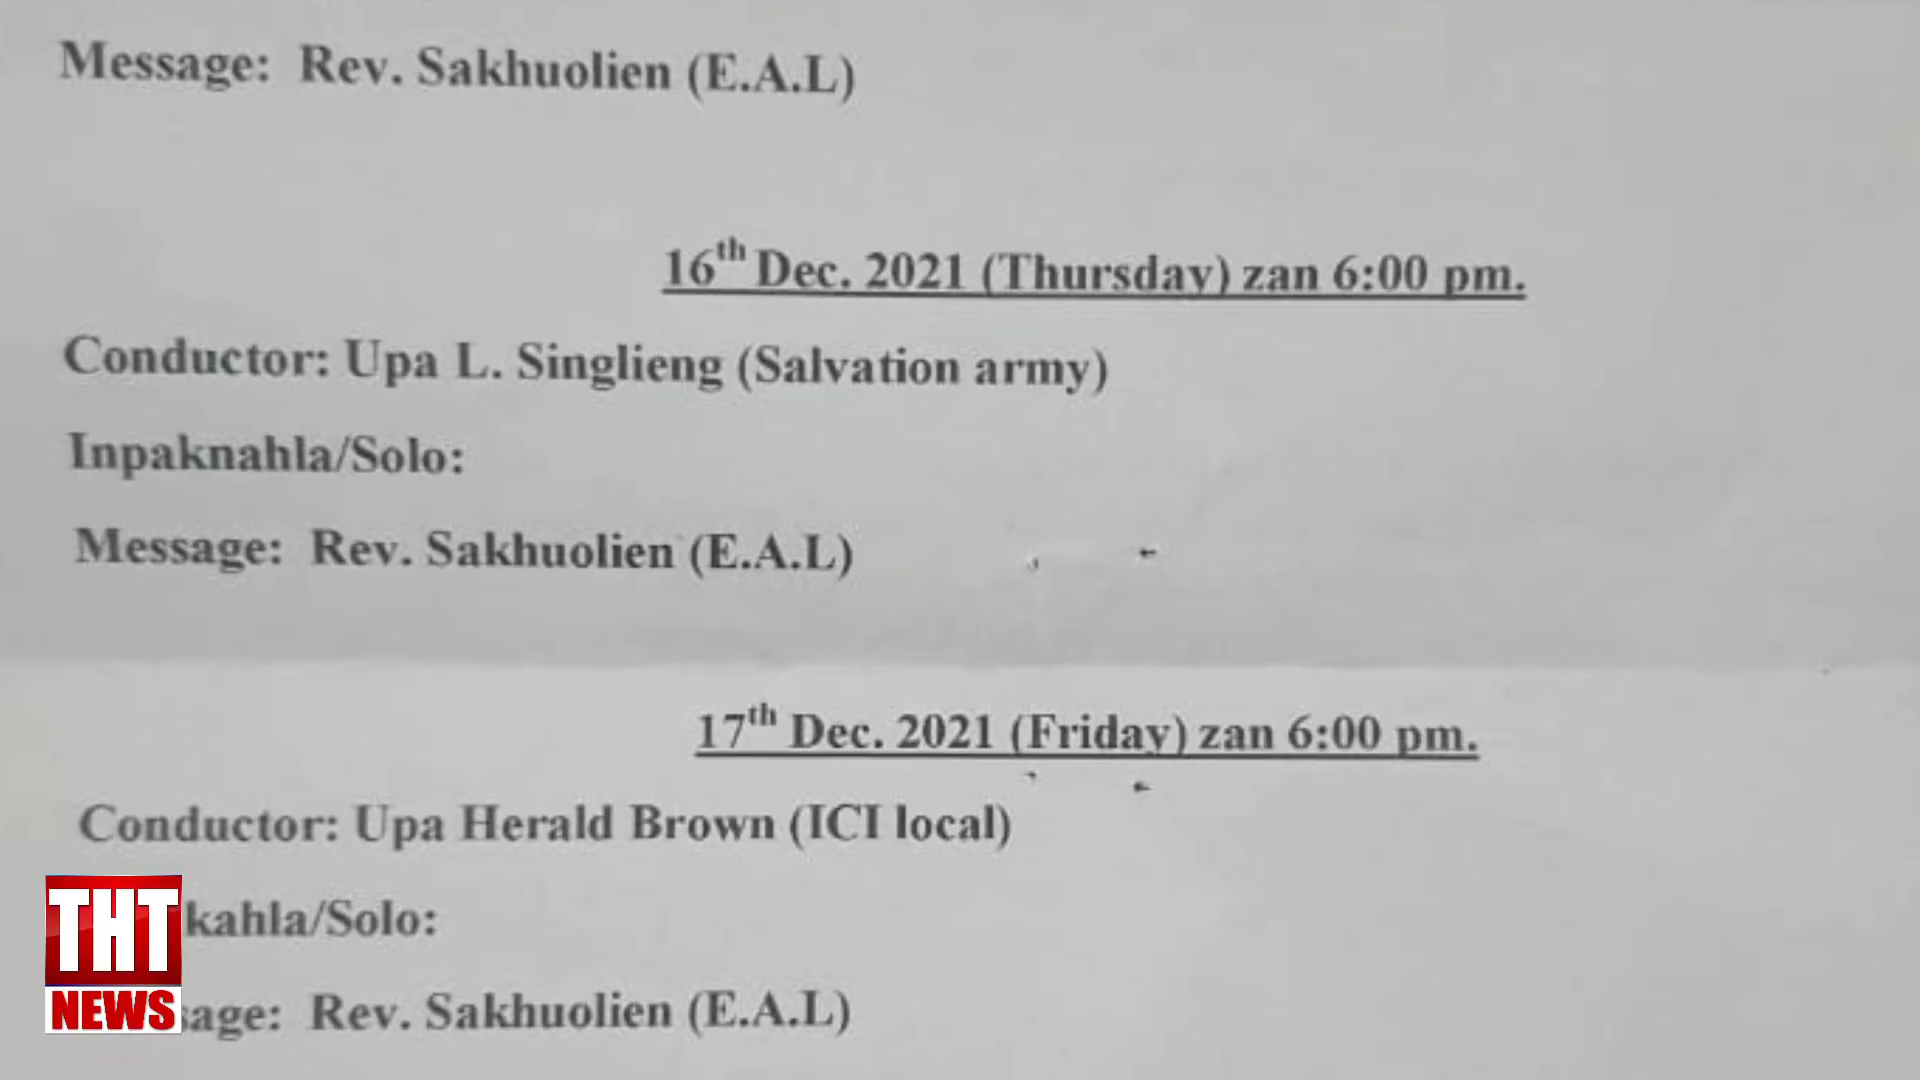 Message: Rev. Sakhuolien (E.A.L)
16th Dec. 2021 (Thursday) zan 6:00 pm.
Conductor: Upa L. Singlieng (Salvation army)
Inpaknahla/Solo:
Message: Rev. Sakhuolien (E.A.L)
17th Dec. 2021 (Friday) zan 6:00 pm.
Conductor: Upa Herald Brown (ICI local)
kahla/Solo:
sage: Rev. Sakhuolien (E.A.L)
THT
NEWS